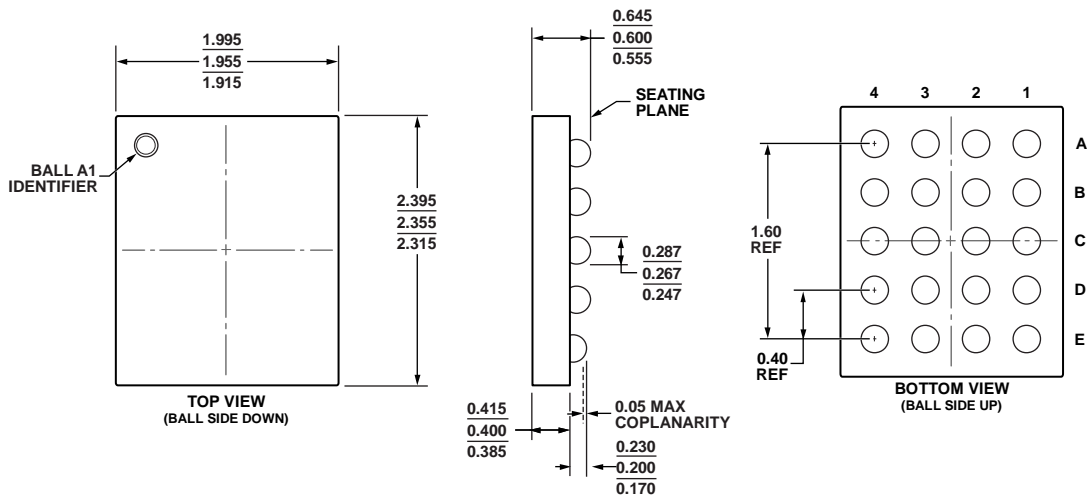 1.995
1.955
1.915
BALL A1
IDENTIFIER
2.395
2.355
2.315
TOP VIEW
(BALL SIDE DOWN)
0.645
0.600
0.555
SEATING
PLANE
0.287
0.267
0.247
0.415
0.400
0.385
0.05 MAX
COPLANARITY
0.230
0.200
0.170
4 3 2 1
A
B
C
D
E
1.60
REF
0.40
REF
BOTTOM VIEW
(BALL SIDE UP)